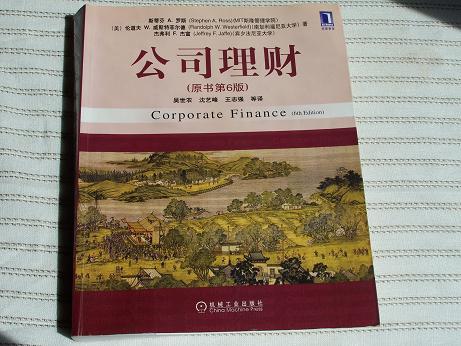 斯蒂芬 A. 罗斯(Stephen A. Ross)(MIT斯隆管理学院)
(美) 伦道夫 W. 威斯特菲尔德 (Randolph W. Westerfield)(南加利福尼亚大学) 著
杰弗利 F. 杰富 (Jeffrey F. Jaffe)(宾夕法尼亚大学)
公司理财
(原书第6版)
吴世农 沈艺峰 王志强 等译
Corporate Finance (6th Edition)
机械工业出版社
China Machine Press